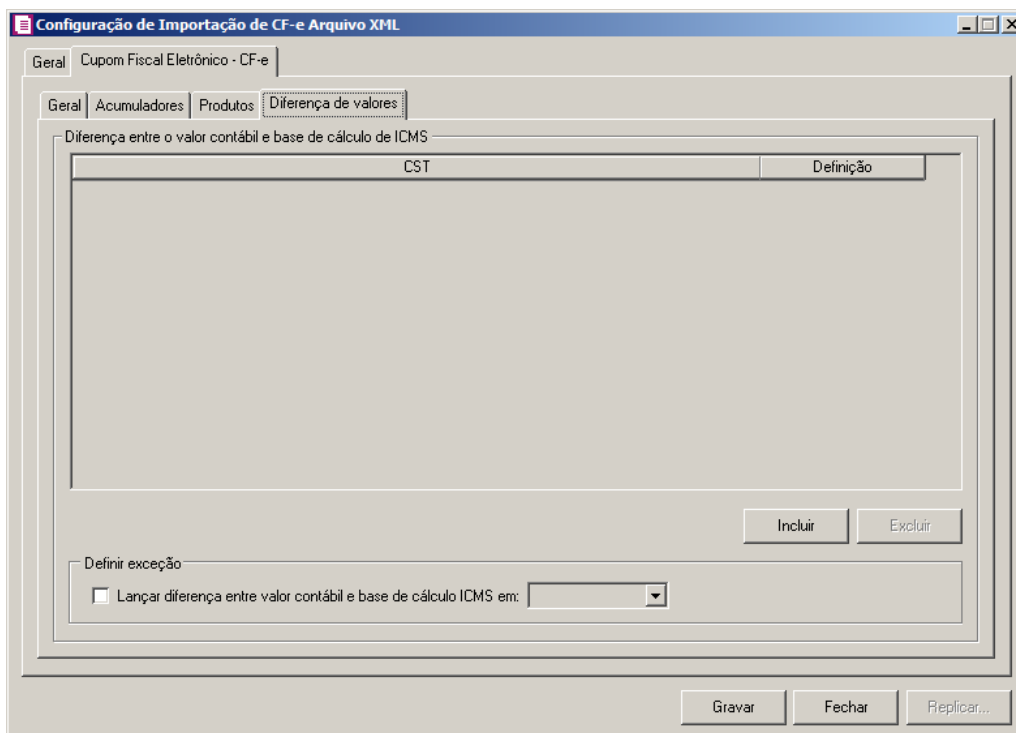 Configuração de Importação de CF-e Arquivo XML
Geral Cupom Fiscal Eletrônico - CF-e
Geral Acumuladores Produtos Diferença de valores
Diferença entre o valor contábil e base de cálculo de ICMS
CST Definição
Incluir Excluir
Definir exceção
Lançar diferença entre valor contábil e base de cálculo ICMS em:
Gravar Fechar Replicar...